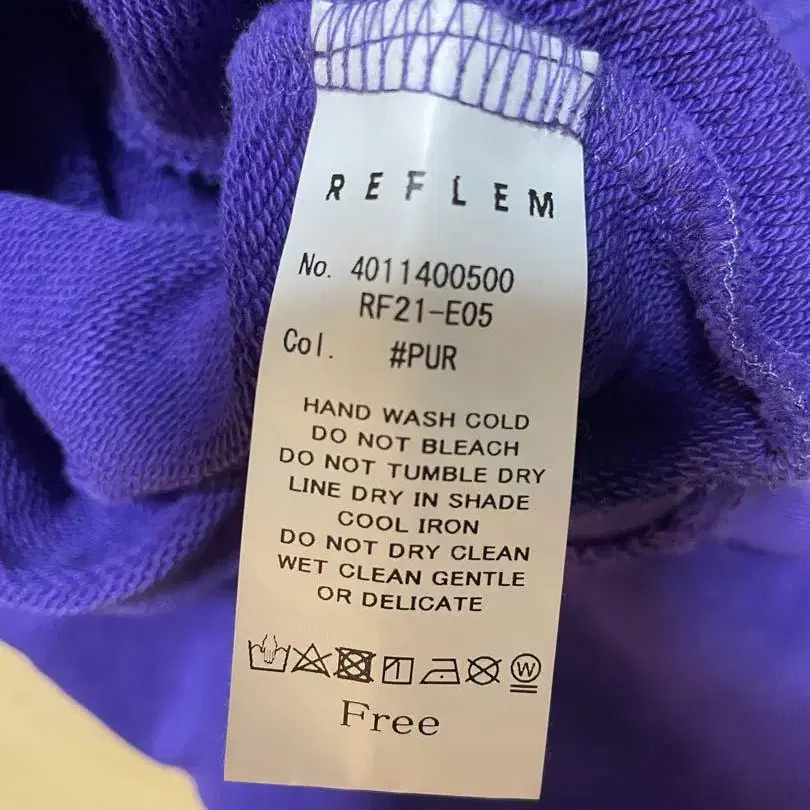 REFLEM
No. 4011400500
RF21-E05
Col. #PUR
HAND WASH COLD
DO NOT BLEACH
DO NOT TUMBLE DRY
LINE DRY IN SHADE
COOL IRON
DO NOT DRY CLEAN
WET CLEAN GENTLE
OR DELICATE
W
Free